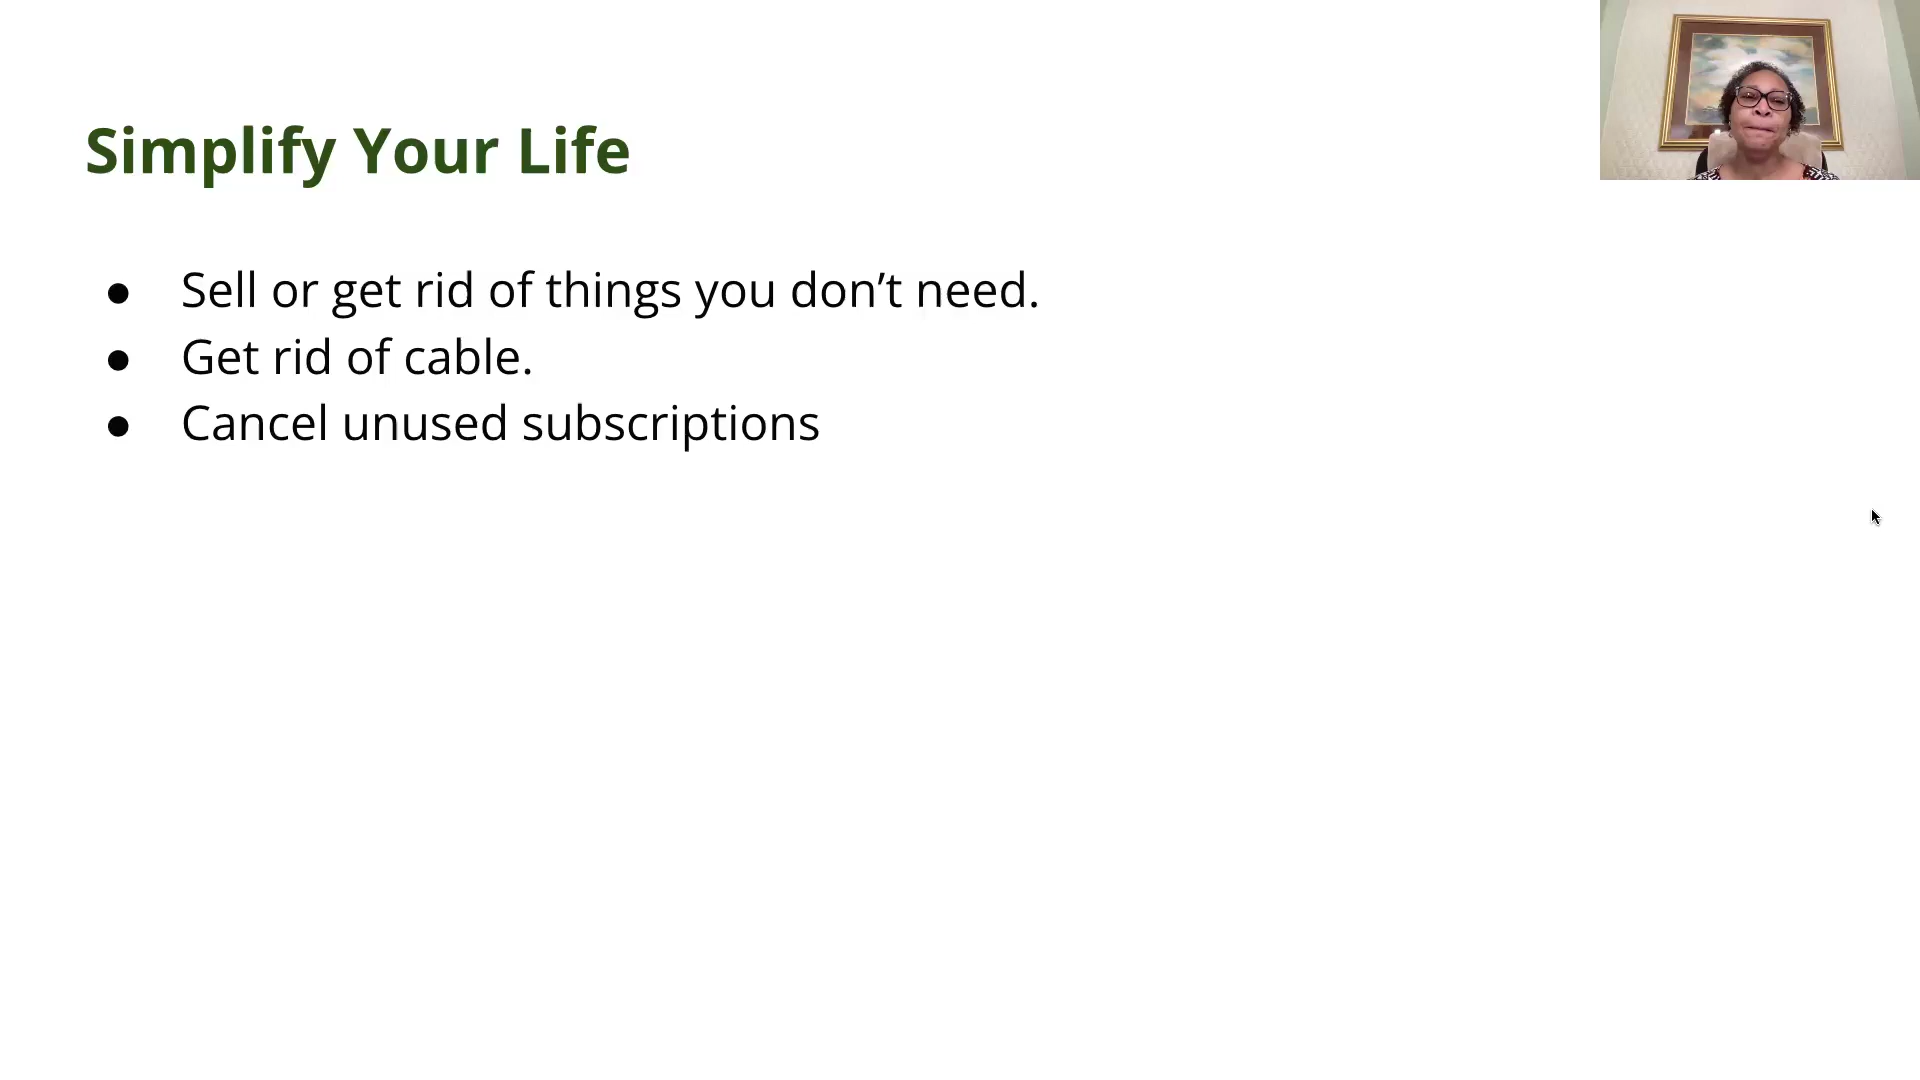 Simplify Your Life
● Sell or get rid of things you don’t need.
● Get rid of cable.
● Cancel unused subscriptions